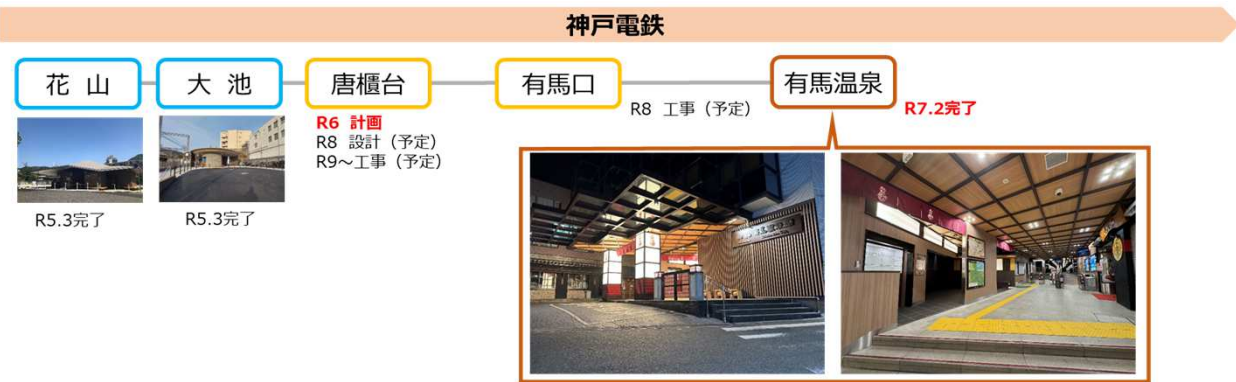 神戸電鉄
花 山
大 池
唐櫃台
有馬口
有馬温泉
R5.3完了
R5.3完了
R6 計画
R8 設計（予定）
R9～工事（予定）
R8 工事（予定）
R7.2完了